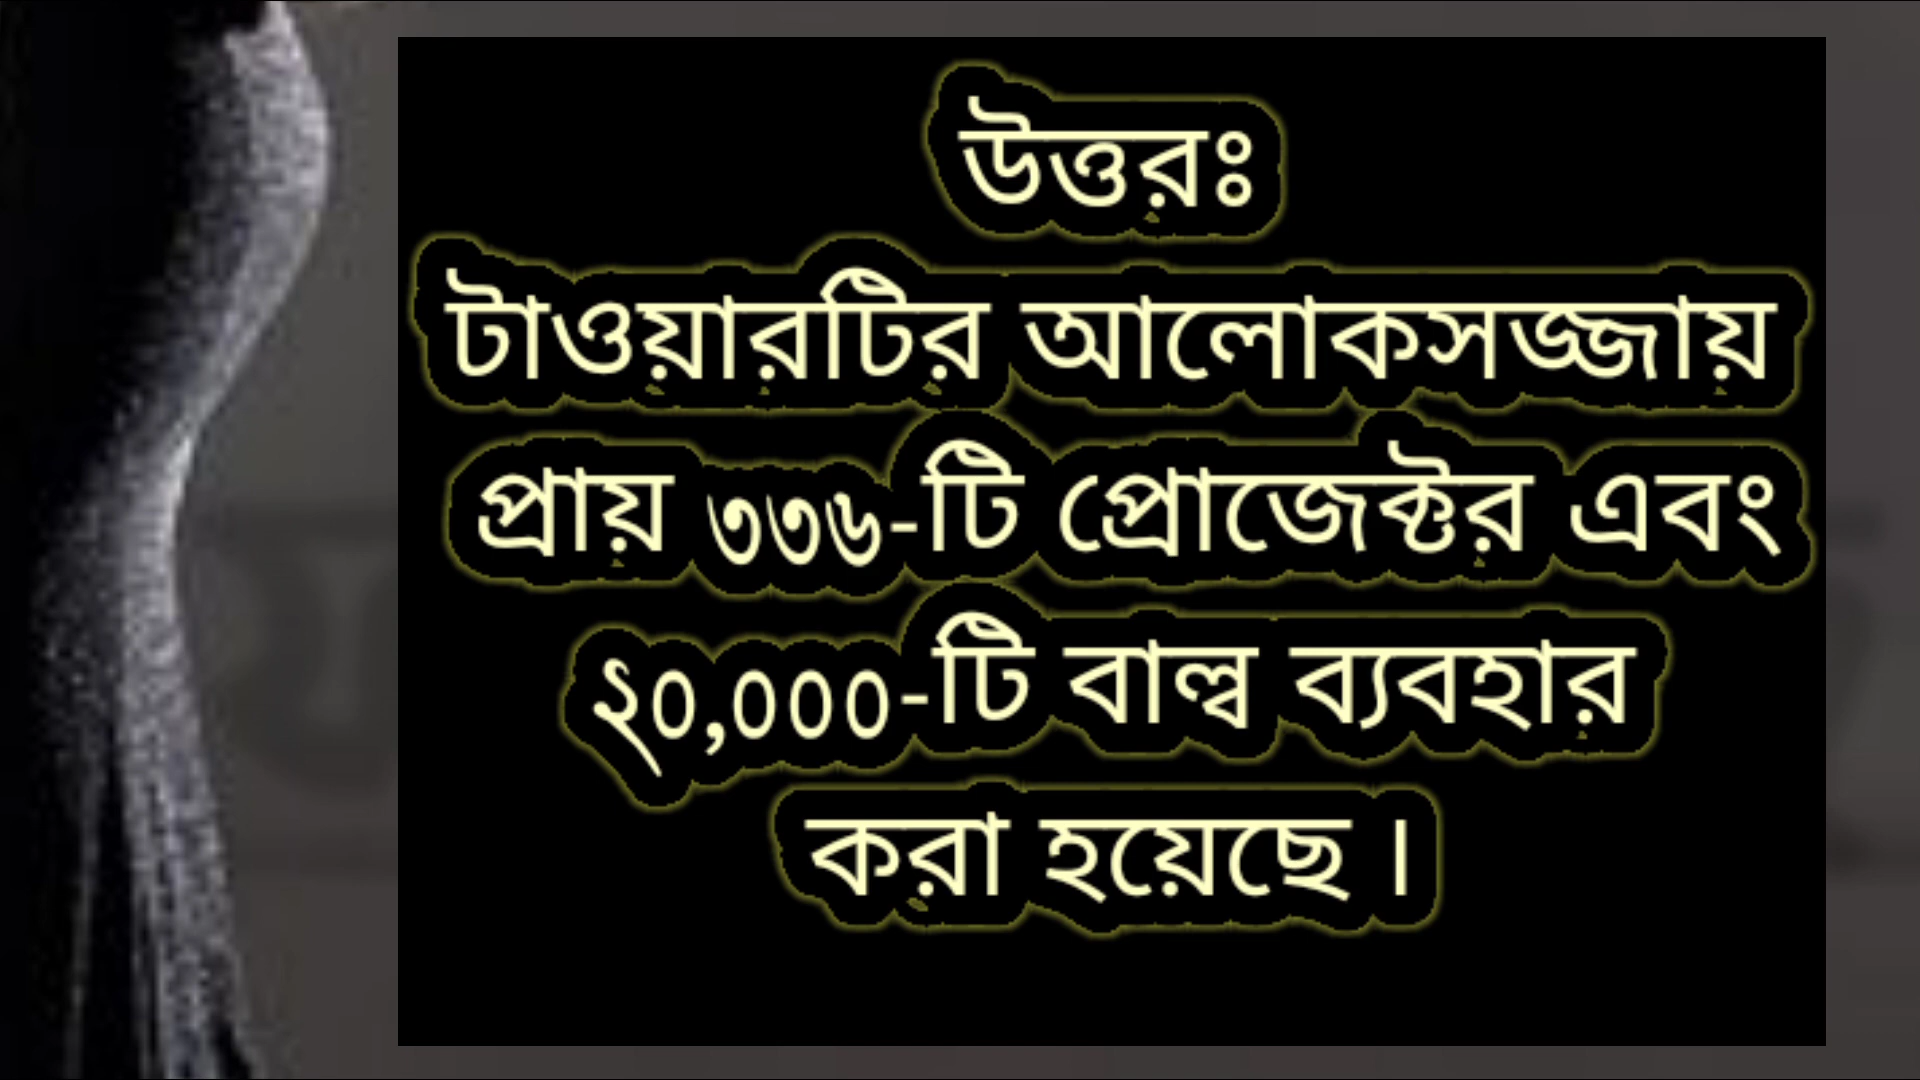 উত্তরঃ
টাওয়ারটির আলোকসজ্জায়
প্রায় ৩৩৬-টি প্রোজেক্টর এবং
২০,০০০-টি বাল্ব ব্যবহার
করা হয়েছে ।